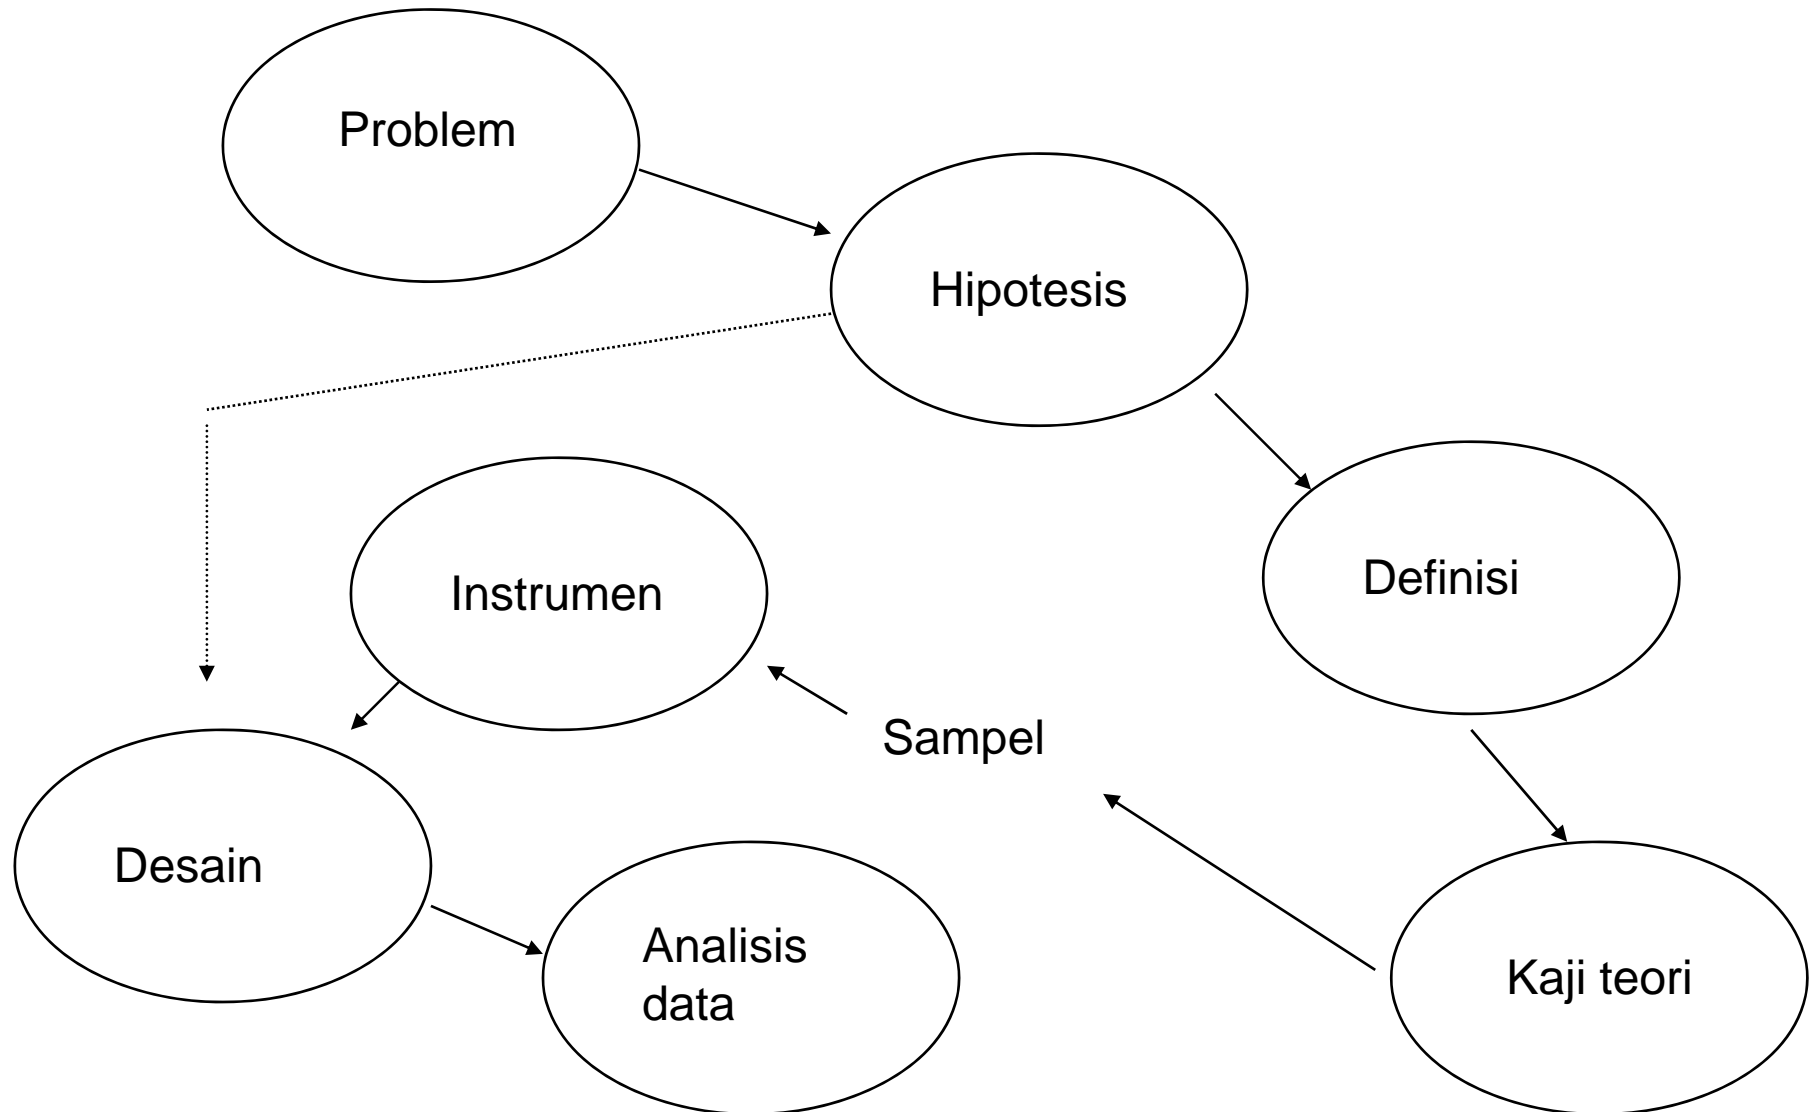 Problem
Hipotesis
Definisi
Instrumen
Sampel
Desain
Analisis
data
Kaji teori